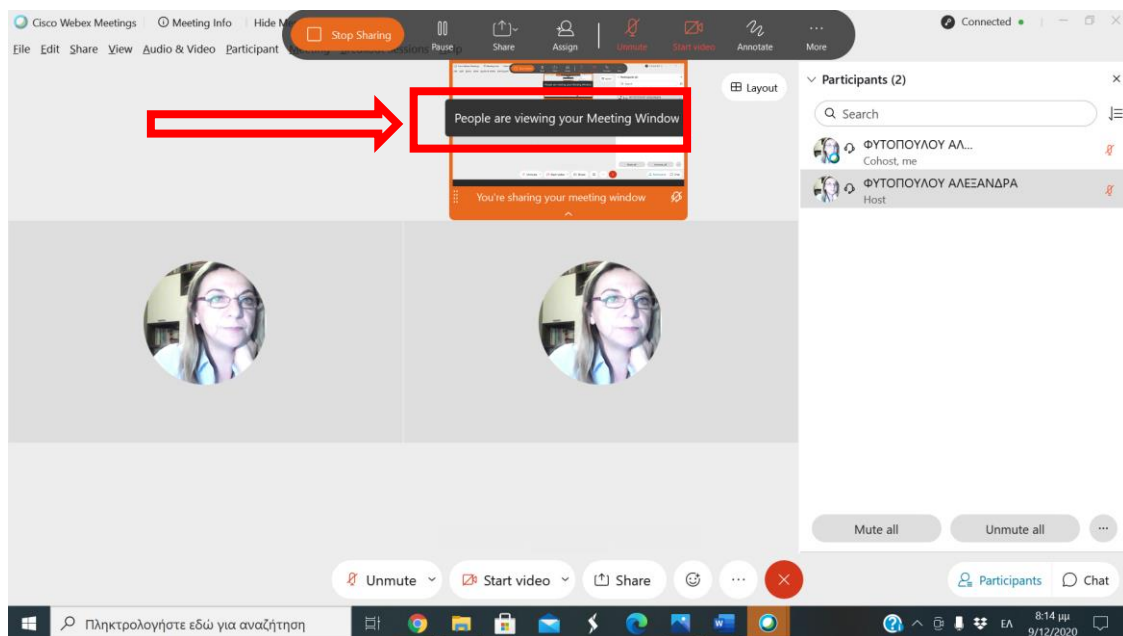 Cisco Webex Meetings Meeting Info Hide
Stop Sharing
Pause
Share
Assign
Unmute
Start video
Annotate
More
Connected
File Edit Share View Audio & Video Participant
Layout
People are viewing your Meeting Window
You're sharing your meeting window
Participants (2)
Search
ΦΥΤΟΠΟΥΛΟΥ ΑΛ...
Cohost, me
ΦΥΤΟΠΟΥΛΟΥ ΑΛΕΞΑΝΔΡΑ
Host
Mute all Unmute all
Unmute Start video Share
Participants Chat
Πληκτρολογήστε εδώ για αναζήτηση
ΕΛ
8:14 μμ
9/12/2020